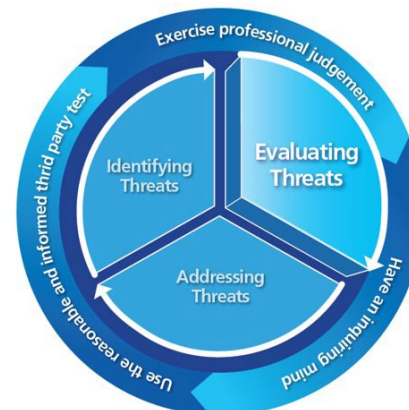 Exercise professional judgement
Have an inquiring mind
Use the reasonable and informed thrid party test
Identifying
Threats
Evaluating
Threats
Addressing
Threats